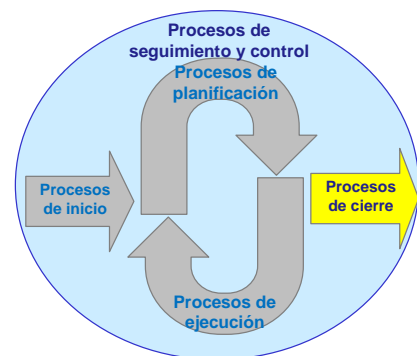 Procesos de
seguimiento y control
Procesos de
planificación
Procesos
de inicio
Procesos
de cierre
Procesos de
ejecución